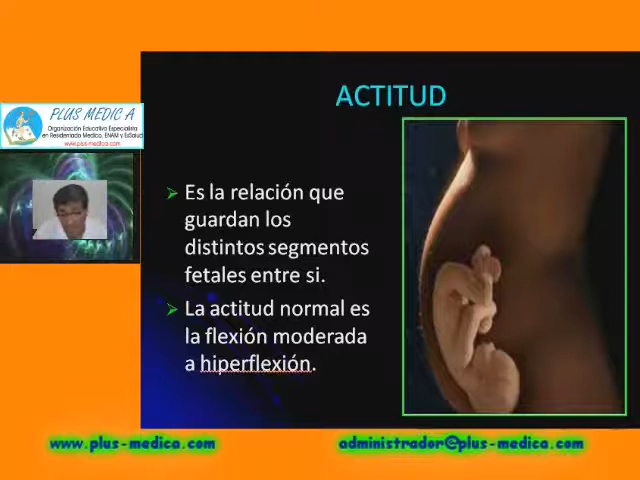 ACTITUD
PLUS MEDIC A
Organización Educativa Especialista
en Residentado Medico, ENAM y EsSalud
www.plus-medica.com
➢ Es la relación que
guardan los
distintos segmentos
fetales entre si.
➢ La actitud normal es
la flexión moderada
a hiperflexión.
www.plus-medica.com
administrador@plus-medica.com